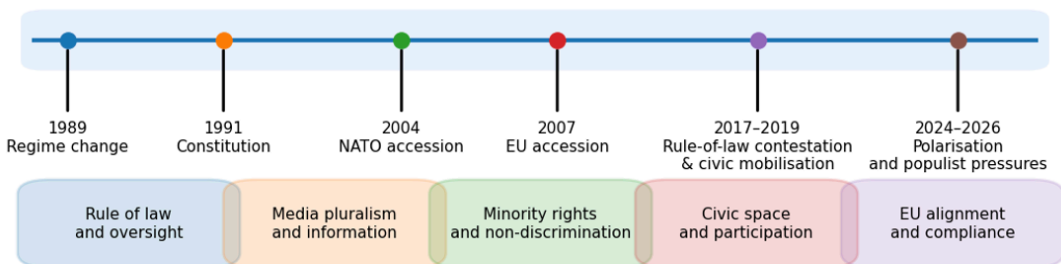 1989
Regime change
1991
Constitution
2004
NATO accession
2007
EU accession
2017–2019
Rule-of-law contestation
& civic mobilisation
2024–2026
Polarisation
and populist pressures
Rule of law
and oversight
Media pluralism
and information
Minority rights
and non-discrimination
Civic space
and participation
EU alignment
and compliance